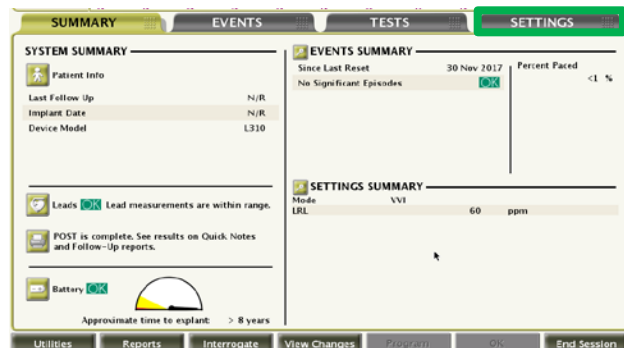 SUMMARY EVENTS TESTS SETTINGS
SYSTEM SUMMARY
Patient Info
Last Follow Up N/R
Implant Date N/R
Device Model L310
Leads OK Lead measurements are within range.
POST is complete. See results on Quick Notes
and Follow-Up reports.
Battery OK
Approximate time to explant: > 8 years
EVENTS SUMMARY
Since Last Reset 30 Nov 2017
No Significant Episodes OK
Percent Paced
<1 %
SETTINGS SUMMARY
Mode VVI
LRL 60 ppm
Utilities Reports Interrogate View Changes Program OK End Session